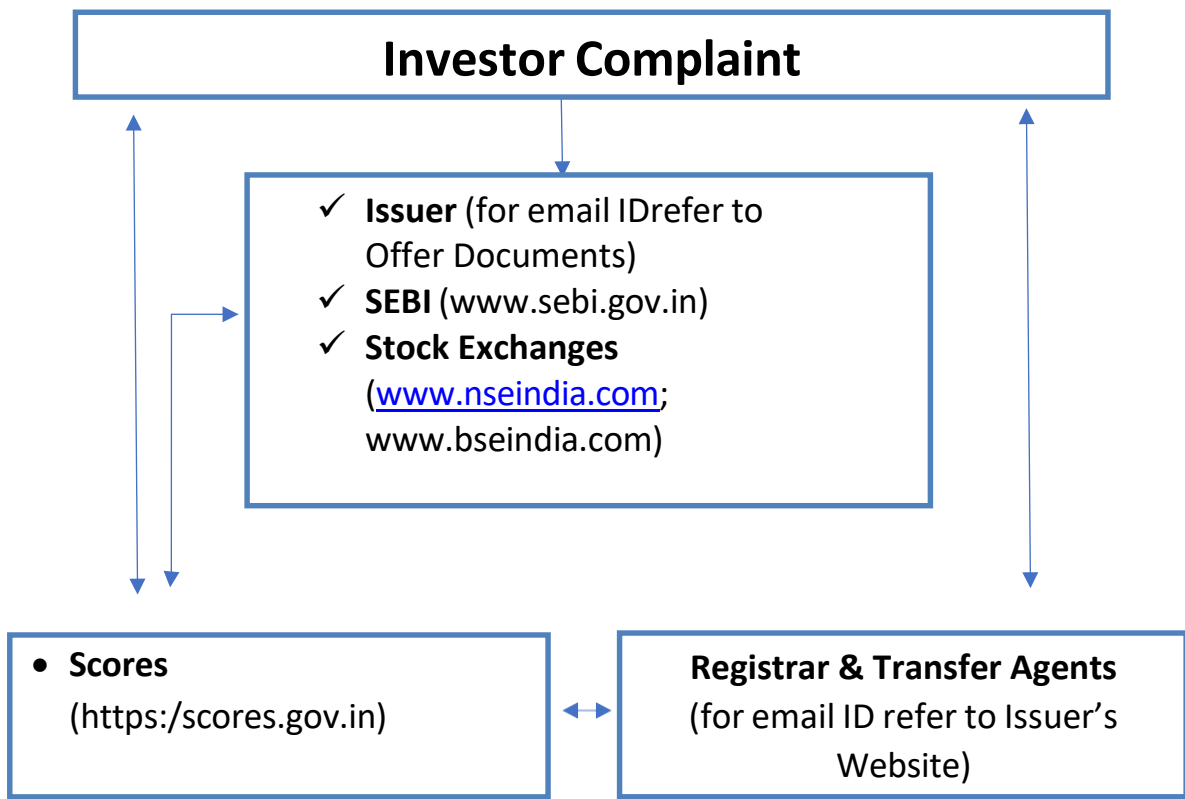 Investor Complaint
✓ Issuer (for email IDrefer to
Offer Documents)
✓ SEBI (www.sebi.gov.in)
✓ Stock Exchanges
(www.nseindia.com;
www.bseindia.com)
• Scores
(https:/scores.gov.in)
Registrar & Transfer Agents
(for email ID refer to Issuer’s
Website)